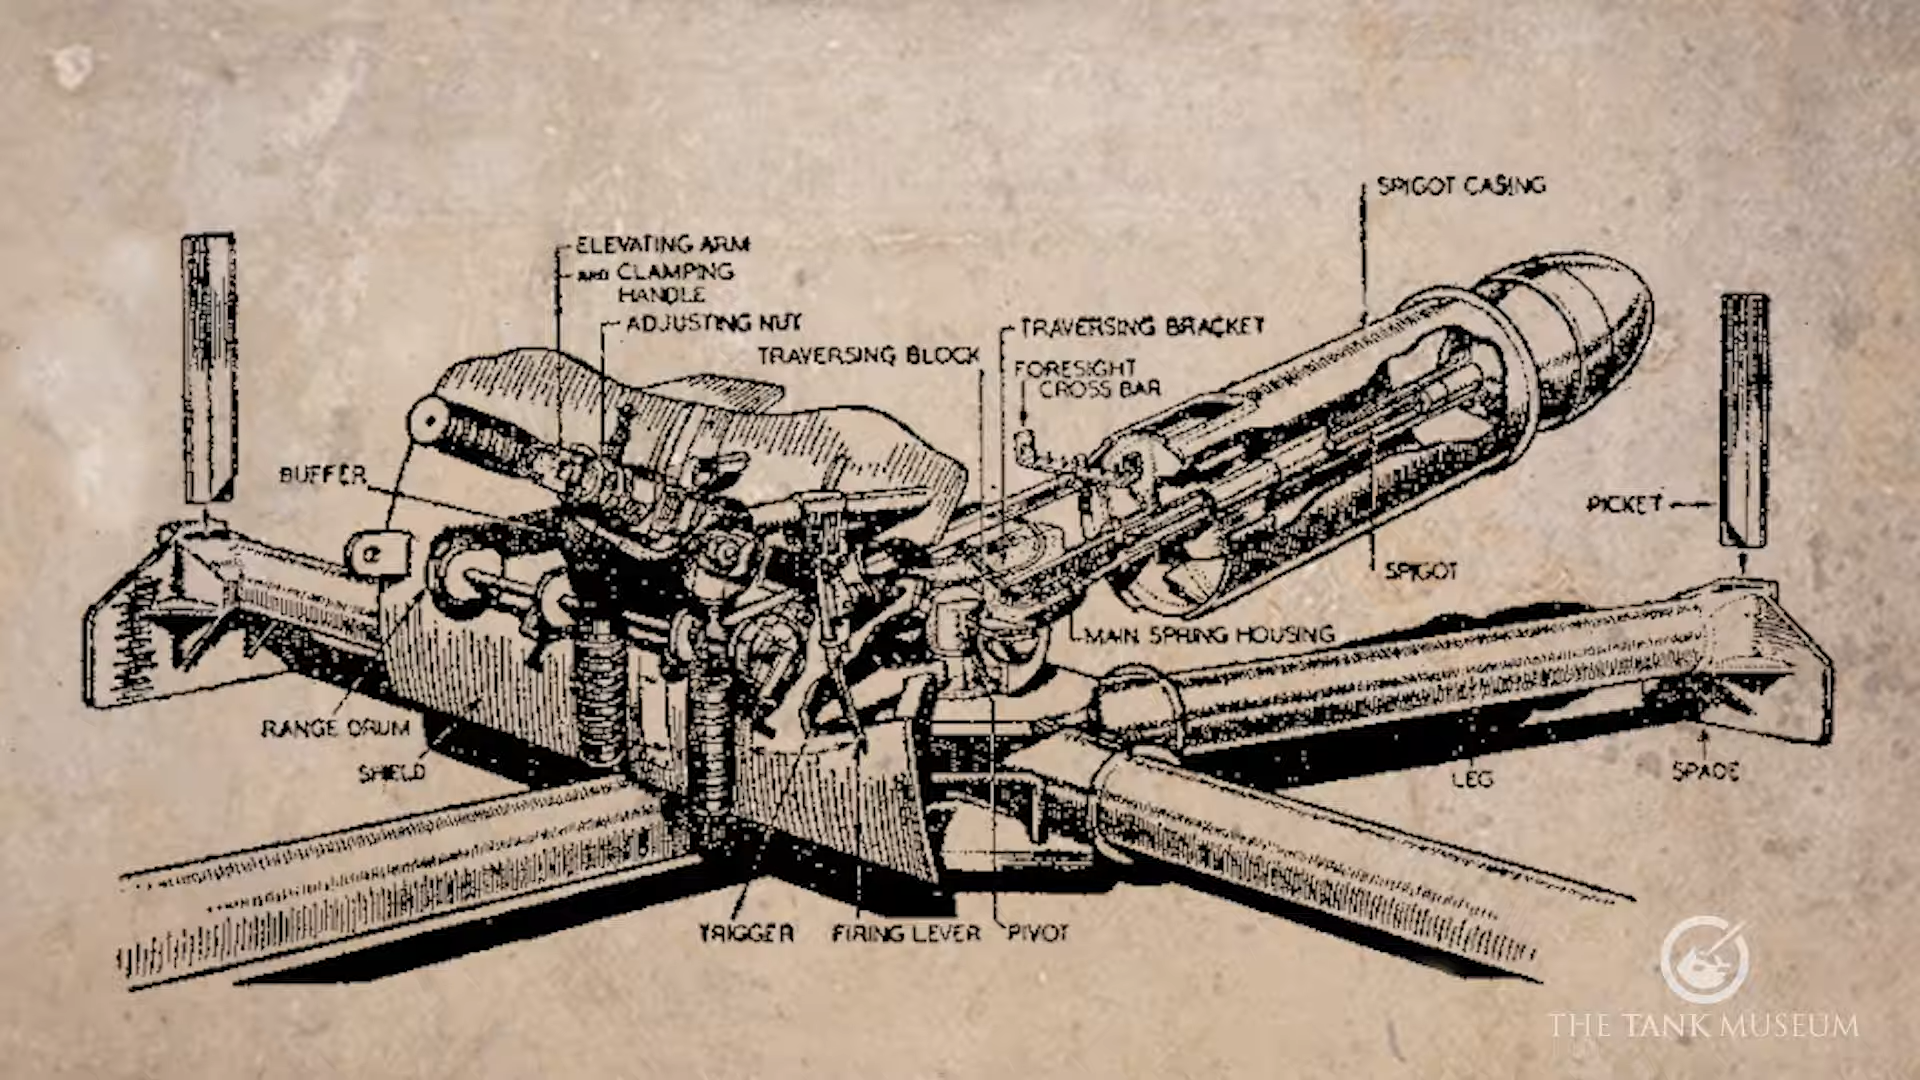 SPIGOT CASING
ELEVATING ARM
AND CLAMPING
HANDLE
ADJUSTING NUT
TRAVERSING BLOCK
TRAVERSING BRACKET
FORESIGHT
CROSS BAR
BUFFER
PICKET
SPIGOT
MAIN SPRING HOUSING
RANGE DRUM
SHIELD
LEG
SPADE
TRIGGER
FIRING LEVER
PIVOT
THE TANK MUSEUM